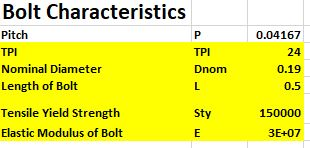 Bolt Characteristics
Pitch P 0.04167
TPI TPI 24
Nominal Diameter Dnom 0.19
Length of Bolt L 0.5
Tensile Yield Strength Sty 150000
Elastic Modulus of Bolt E 3E+07